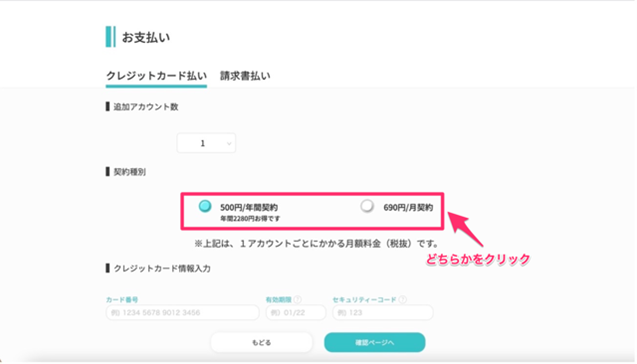 お支払い
クレジットカード払い 請求書払い
追加アカウント数
1
契約種別
500円/年間契約 690円/月契約
年間2280円お得です
※上記は、1アカウントごとにかかる月額料金（税抜）です。
どちらかをクリック
クレジットカード情報入力
カード番号 有効期限 ? セキュリティーコード ?
例) 1234 5678 9012 3456 例) 01/22 例) 123
もどる 確認ページへ